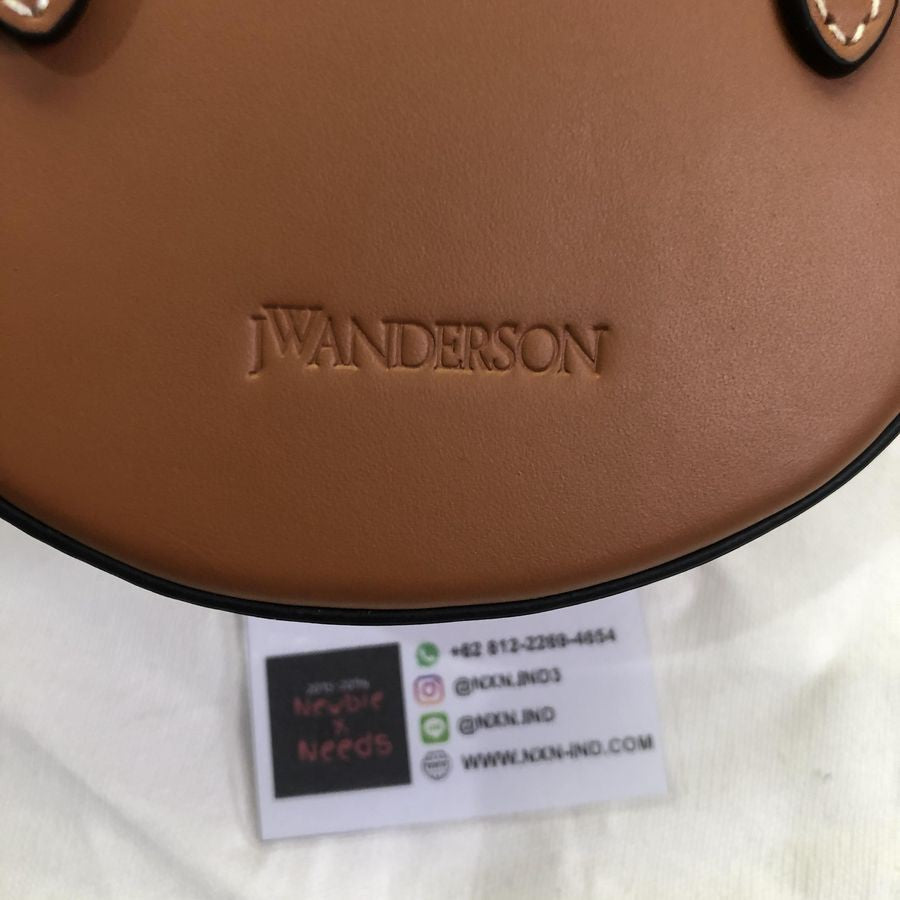 JWANDERSON
+62 812-2269-4654
@NXN.IND3
@NXN.IND
WWW.NXN-IND.COM
Newbie
x
Needs